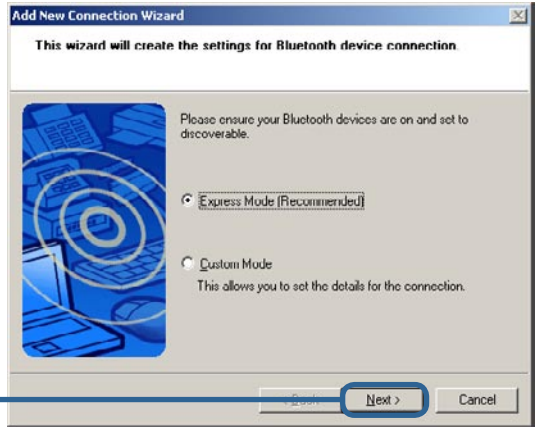 Add New Connection Wizard
This wizard will create the settings for Bluetooth device connection.
Please ensure your Bluetooth devices are on and set to
discoverable.
Express Mode (Recommended)
Custom Mode
This allows you to set the details for the connection.
< Back
Next >
Cancel